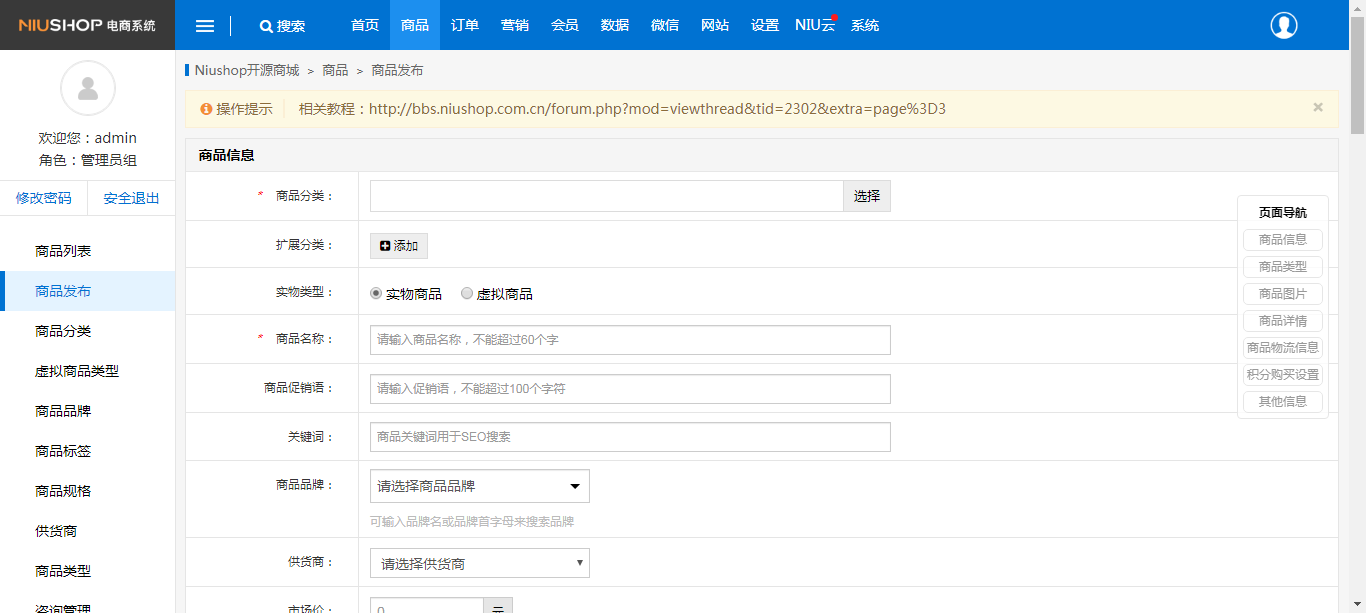 NIUSHOP 电商系统
搜索 首页 商品 订单 营销 会员 数据 微信 网站 设置 NIU云 系统
欢迎您：admin
角色：管理员组
修改密码 安全退出
商品列表
商品发布
商品分类
虚拟商品类型
商品品牌
商品标签
商品规格
供货商
商品类型
咨询管理
Niushop开源商城 > 商品 > 商品发布
操作提示 相关教程：http://bbs.niushop.com.cn/forum.php?mod=viewthread&tid=2302&extra=page%3D3 ×
商品信息
* 商品分类： 选择
扩展分类： 添加
实物类型： 实物商品 虚拟商品
* 商品名称： 请输入商品名称，不能超过60个字
商品促销语： 请输入促销语，不能超过100个字符
关键词： 商品关键词用于SEO搜索
商品品牌： 请选择商品品牌
可输入品牌名或品牌首字母来搜索品牌
供货商： 请选择供货商
市场价： 0 元
页面导航
商品信息
商品类型
商品图片
商品详情
商品物流信息
积分购买设置
其他信息